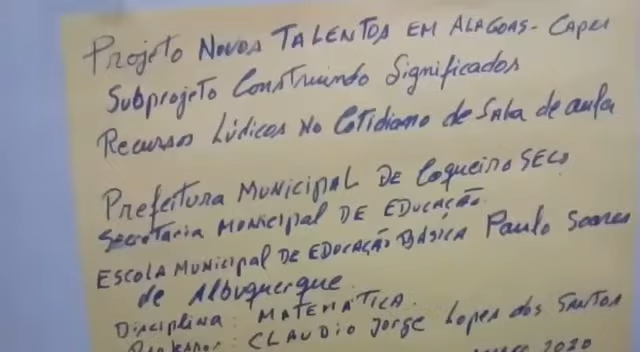 Projeto Novos Talentos em Alagoas - Capes
Subprojeto Construindo Significados
Recursos Lúdicos no Cotidiano de Sala de aula
Prefeitura Municipal de Coqueiro Seco
Secretaria Municipal de Educação
Escola Municipal de Educação Básica Paulo Soares
de Albuquerque
Disciplina: Matemática.
Professor: Claudio Jorge Lopes dos Santos
2020